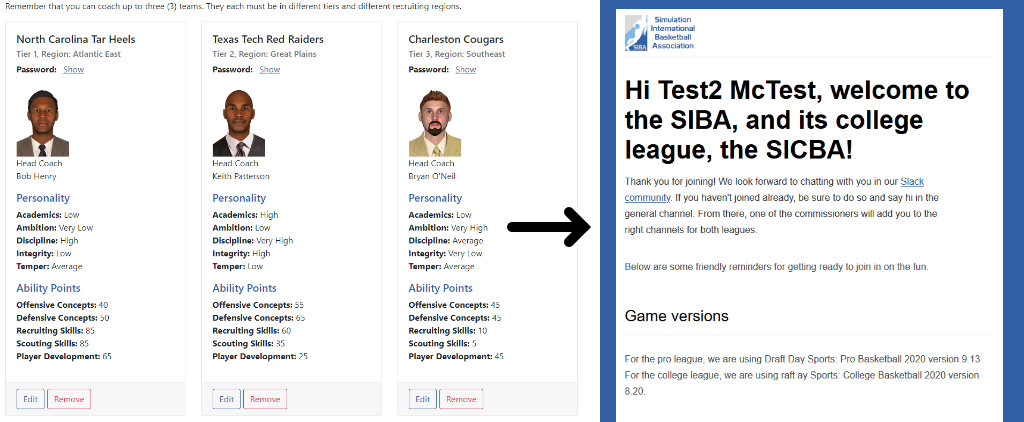 Remember that you can coach up to three (3) teams. They each must be in different tiers and different recruiting regions.
North Carolina Tar Heels
Tier 1, Region: Atlantic East
Password: Show
Head Coach
Bob Henry
Personality
Academics: Low
Ambition: Very Low
Discipline: High
Integrity: Low
Temper: Average
Ability Points
Offensive Concepts: 40
Defensive Concepts: 50
Recruiting Skills: 85
Scouting Skills: 85
Player Development: 65
Edit Remove
Texas Tech Red Raiders
Tier 2, Region: Great Plains
Password: Show
Head Coach
Keith Patterson
Personality
Academics: High
Ambition: Low
Discipline: Very High
Integrity: High
Temper: Low
Ability Points
Offensive Concepts: 55
Defensive Concepts: 65
Recruiting Skills: 60
Scouting Skills: 35
Player Development: 25
Edit Remove
Charleston Cougars
Tier 3, Region: Southeast
Password: Show
Head Coach
Bryan O'Neil
Personality
Academics: Low
Ambition: Very High
Discipline: Average
Integrity: Very Low
Temper: Average
Ability Points
Offensive Concepts: 45
Defensive Concepts: 45
Recruiting Skills: 10
Scouting Skills: 5
Player Development: 45
Edit Remove
SIBA
Simulation
International
Basketball
Association
Hi Test2 McTest, welcome to
the SIBA, and its college
league, the SICBA!
Thank you for joining! We look forward to chatting with you in our Slack
community. If you haven't joined already, be sure to do so and say hi in the
general channel. From there, one of the commissioners will add you to the
right channels for both leagues.
Below are some friendly reminders for getting ready to join in on the fun.
Game versions
For the pro league, we are using Draft Day Sports: Pro Basketball 2020 version 9.13
For the college league, we are using raft ay Sports: College Basketball 2020 version
8.20.